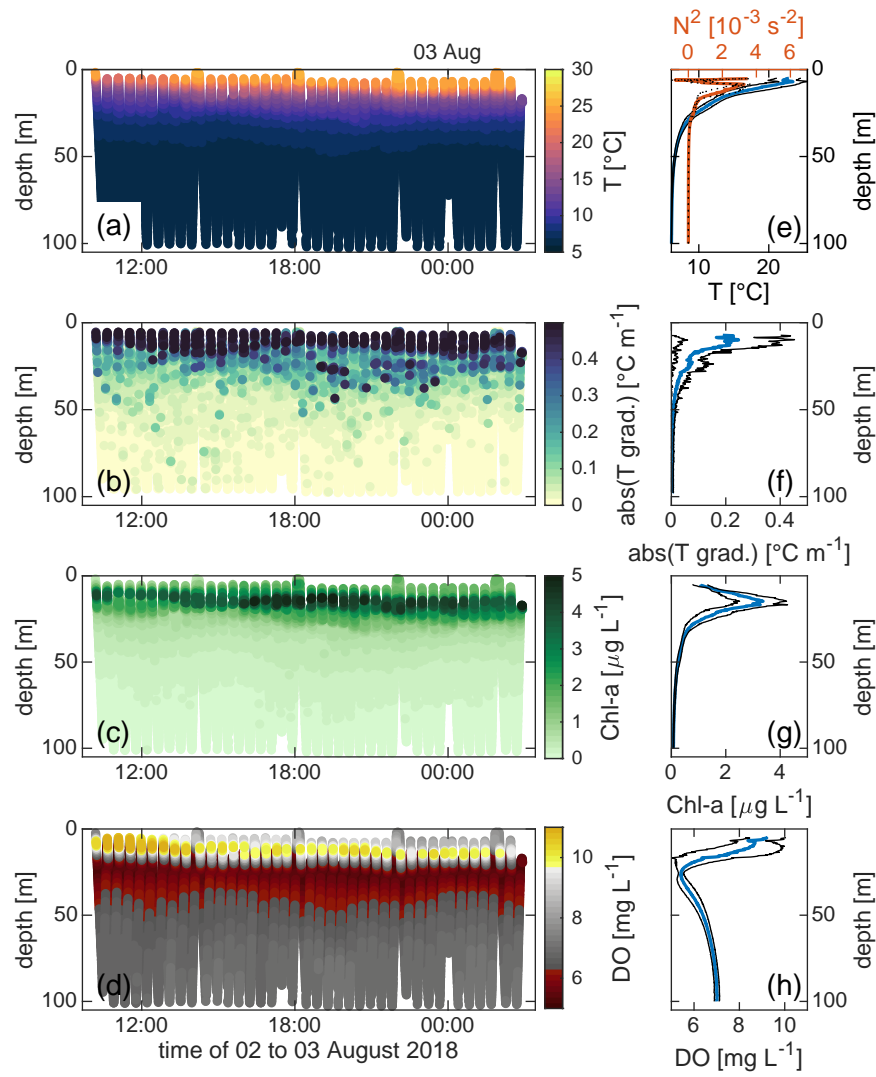 03 Aug
N² [10⁻³ s⁻²]
0 2 4 6
0
50
100
depth [m]
(a)
12:00 18:00 00:00
30
25
20
15
10
5
T [°C]
0
50
100
depth [m]
(e)
10 20
T [°C]
0
50
100
depth [m]
(b)
12:00 18:00 00:00
0.4
0.3
0.2
0.1
0
abs(T grad.) [°C m⁻¹]
0
50
100
depth [m]
(f)
0 0.2 0.4
abs(T grad.) [°C m⁻¹]
0
50
100
depth [m]
(c)
12:00 18:00 00:00
5
4
3
2
1
0
Chl-a [μg L⁻¹]
0
50
100
depth [m]
(g)
0 2 4
Chl-a [μg L⁻¹]
0
50
100
depth [m]
(d)
12:00 18:00 00:00
time of 02 to 03 August 2018
10
9
8
7
6
DO [mg L⁻¹]
0
50
100
depth [m]
(h)
6 8 10
DO [mg L⁻¹]